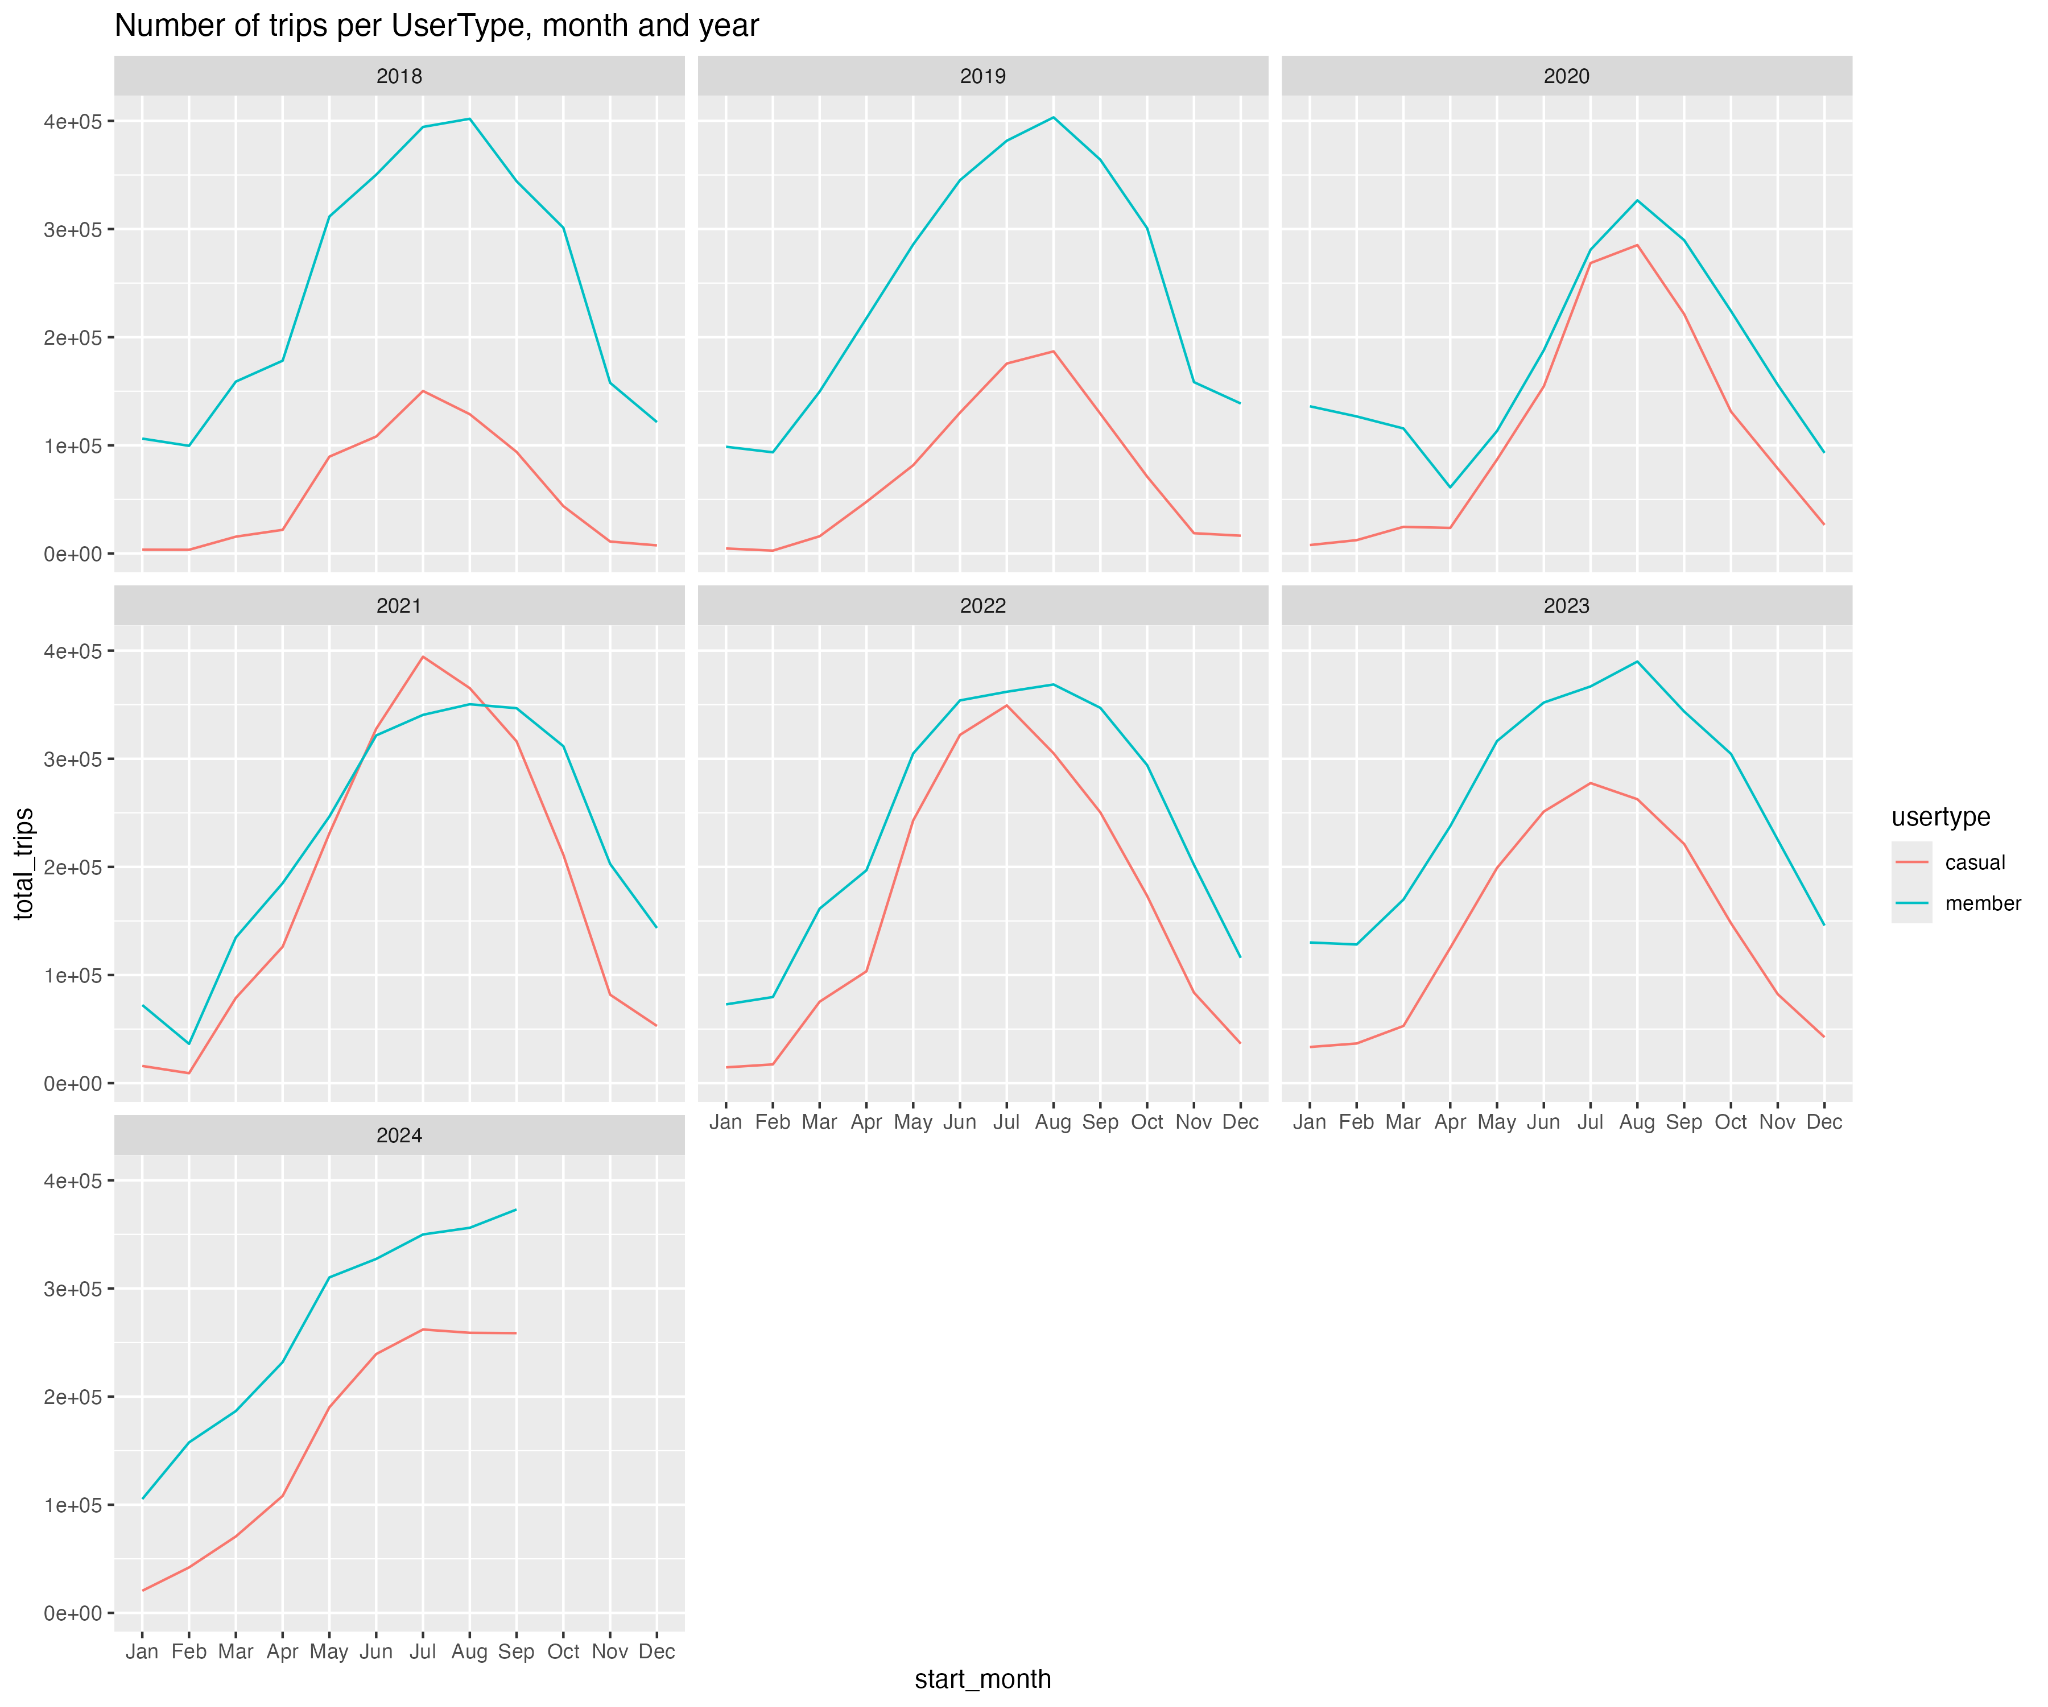 Number of trips per UserType, month and year
2018
2019
2020
4e+05
3e+05
2e+05
1e+05
0e+00
2021
2022
2023
4e+05
3e+05
2e+05
1e+05
0e+00
Jan Feb Mar Apr May Jun Jul Aug Sep Oct Nov Dec
Jan Feb Mar Apr May Jun Jul Aug Sep Oct Nov Dec
2024
4e+05
3e+05
2e+05
1e+05
0e+00
Jan Feb Mar Apr May Jun Jul Aug Sep Oct Nov Dec
start_month
total_trips
usertype
casual
member